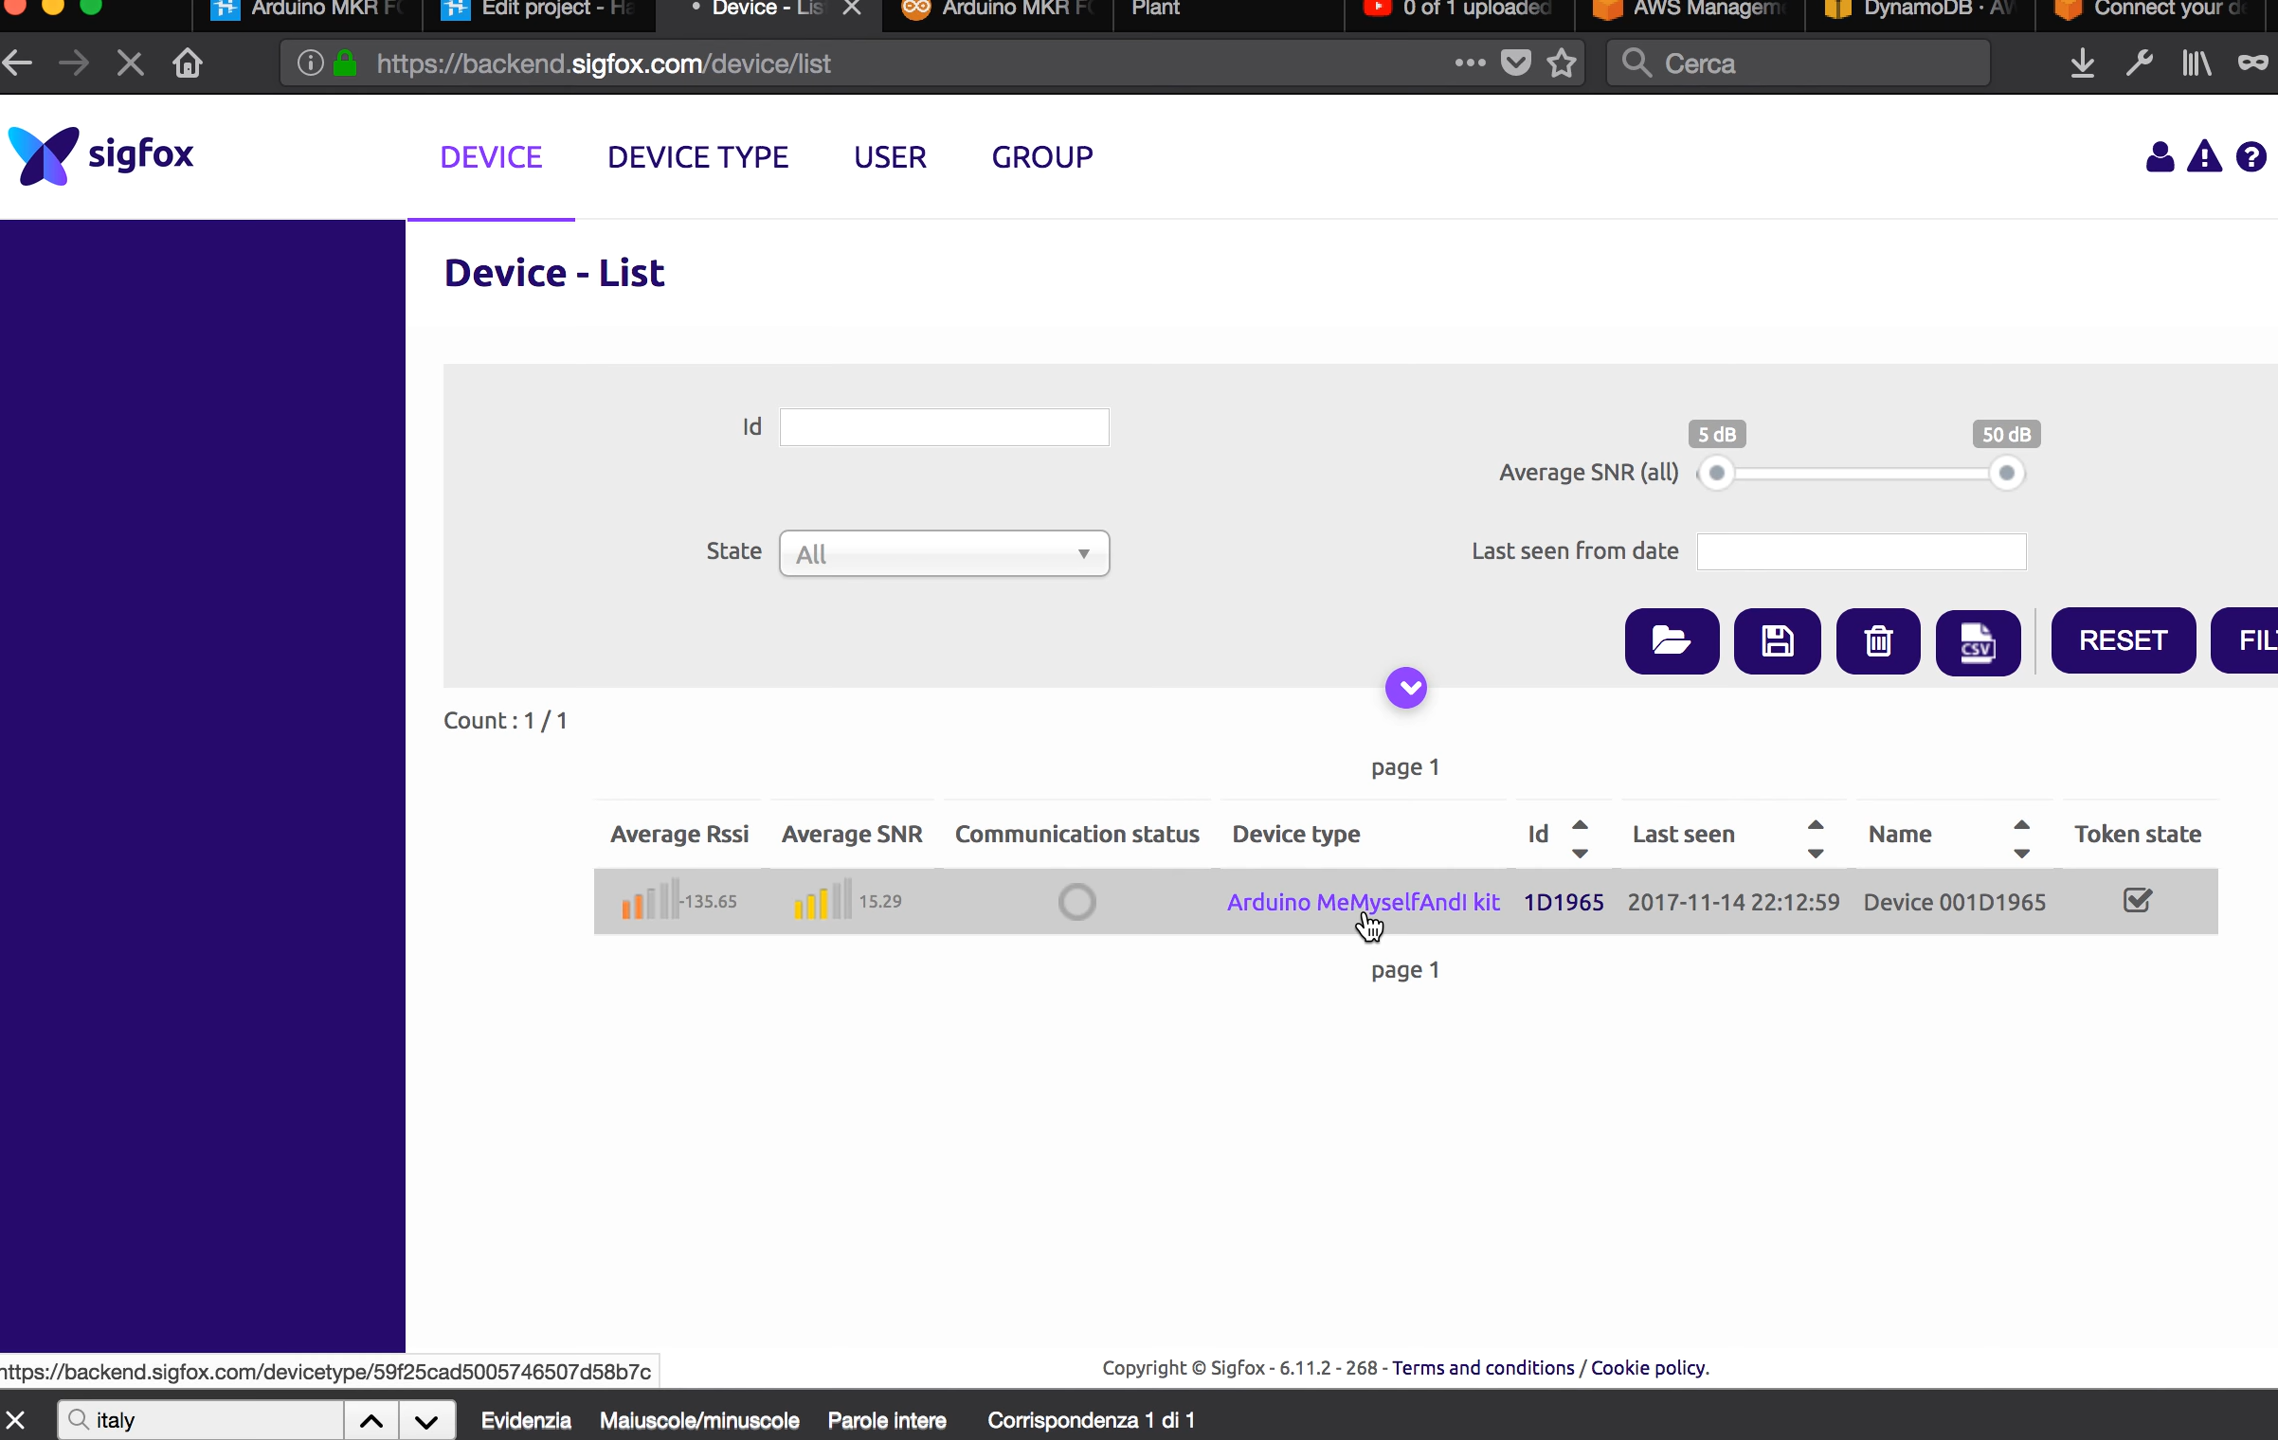 Arduino MKR F
Edit project - Ha
Device - Lis
Arduino MKR F
Plant
0 of 1 uploaded
AWS Managem
DynamoDB · AW
Connect your d
https://backend.sigfox.com/device/list
Cerca
sigfox
DEVICE
DEVICE TYPE
USER
GROUP
Device - List
Id
5 dB
50 dB
Average SNR (all)
State
All
Last seen from date
CSV
RESET
FIL
Count : 1 / 1
page 1
Average Rssi Average SNR Communication status Device type Id Last seen Name Token state
-135.65 15.29 Arduino MeMyselfAndI kit 1D1965 2017-11-14 22:12:59 Device 001D1965
page 1
ttps://backend.sigfox.com/devicetype/59f25cad5005746507d58b7c
Copyright © Sigfox - 6.11.2 - 268 - Terms and conditions / Cookie policy.
italy
Evidenzia
Maiuscole/minuscole
Parole intere
Corrispondenza 1 di 1